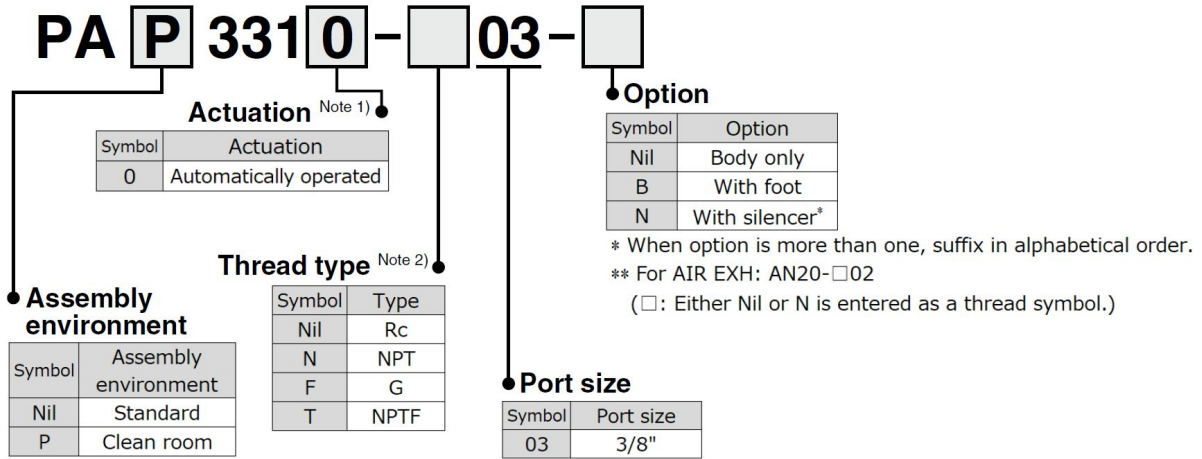 PA P 331 0 - 03 -
Actuation Note 1)
Symbol Actuation
0 Automatically operated
Option
Symbol Option
Nil Body only
B With foot
N With silencer*
* When option is more than one, suffix in alphabetical order.
** For AIR EXH: AN20-□02
(□: Either Nil or N is entered as a thread symbol.)
Thread type Note 2)
Symbol Type
Nil Rc
N NPT
F G
T NPTF
Assembly
environment
Symbol Assembly
environment
Nil Standard
P Clean room
Port size
Symbol Port size
03 3/8"